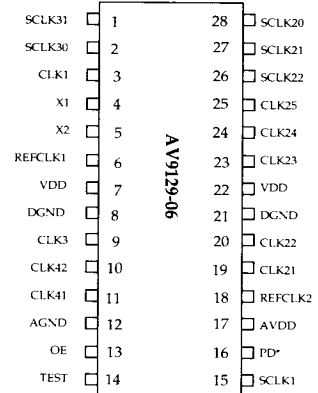 SCLK31 1 28 SCLK20
SCLK30 2 27 SCLK21
CLK1 3 26 SCLK22
X1 4 25 CLK25
X2 5 24 CLK24
REFCLK1 6 23 CLK23
VDD 7 22 VDD
DGND 8 21 DGND
CLK3 9 20 CLK22
CLK42 10 19 CLK21
CLK41 11 18 REFCLK2
AGND 12 17 AVDD
OE 13 16 PD*
TEST 14 15 SCLK1
AV9129-06